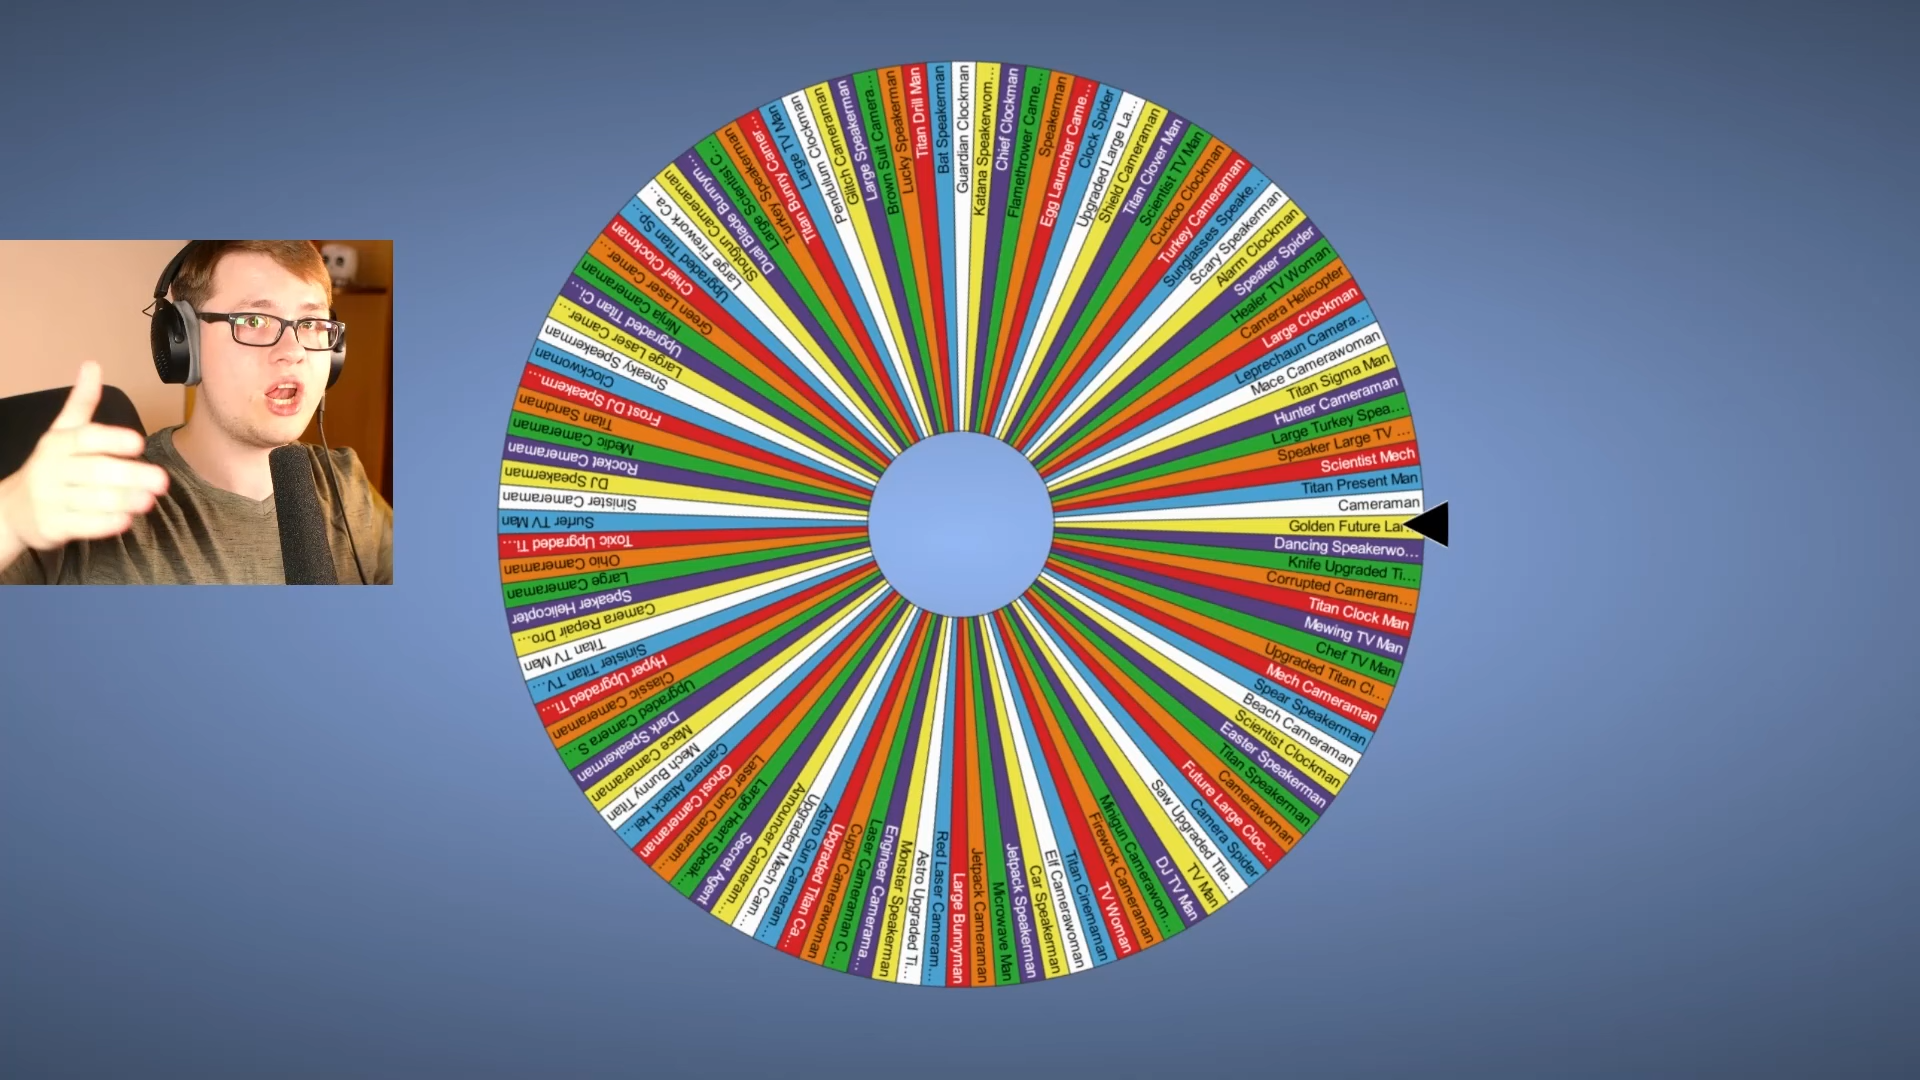 Guardian Clockman
Katana Speakerwom...
Chief Clockman
Flamethrower Came...
Speakerman
Egg Launcher Came...
Clock Spider
Upgraded Large La...
Shield Cameraman
Titan Clover Man
Scientist TV Man
Cuckoo Clockman
Turkey Cameraman
Sunglasses Speake...
Scary Speakerman
Alarm Clockman
Speaker Spider
Healer TV Woman
Camera Helicopter
Large Clockman
Leprechaun Camera...
Mace Camerawoman
Titan Sigma Man
Hunter Cameraman
Large Turkey Spea...
Speaker Large TV ...
Scientist Mech
Titan Present Man
Cameraman
Golden Future La
Dancing Speakerwo...
Knife Upgraded Ti...
Corrupted Cameram...
Titan Clock Man
Mewing TV Man
Chef TV Man
Upgraded Titan Cl...
Mech Cameraman
Spear Speakerman
Beach Cameraman
Scientist Clockman
Easter Speakerman
Titan Speakerman
Camerawoman
Future Large Cloc...
Camera Spider
Saw Upgraded Tita...
TV Man
DJ TV Man
Minigun Camerawom...
Firework Cameraman
TV Woman
Titan Cinemaman
Elf Camerawoman
Car Speakerman
Jetpack Speakerman
Microwave Man
Jetpack Cameraman
Large Bunnyman
Red Laser Cameram...
Astro Upgraded Ti...
Monster Speakerman
Engineer Camerama...
Laser Cameraman C...
Cupid Camerawoman
Upgraded Titan Ca...
Astro Gun Cameram...
Upgraded Mech Cam...
Announcer Cameram...
Secret Agent
Large Heart Speak...
Laser Gun Cameram...
Ghost Cameraman
Camera Attack Hel...
Mech Bunny Titan
Mace Cameraman
Dark Speakerman
Upgraded Camera S...
Classic Cameraman
Hyper Upgraded Ti...
Sinister Titan TV...
Titan TV Man
Camera Repair Dro...
Speaker Helicopter
Large Cameraman
Ohio Cameraman
Toxic Upgraded Ti...
Surfer TV Man
Sinister Cameraman
DJ Speakerman
Rocket Cameraman
Medic Cameraman
Titan Sandman
Frost DJ Speakerm...
Clockwoman
Sneaky Speakerman
Large Laser Camer...
Upgraded Titan Ci...
Ninja Cameraman
Green Laser Camer...
Chief Clockman
Upgraded Titan Sp...
Large Firework Ca...
Shotgun Cameraman
Dual Blade Bunnym...
Large Scientist C...
Turkey Speakerman
Titan Bunny Camer...
Large TV Man
Pendulum Clockman
Glitch Cameraman
Large Speakerman
Brown Suit Camera...
Lucky Speakerman
Titan Drill Man
Bat Speakerman